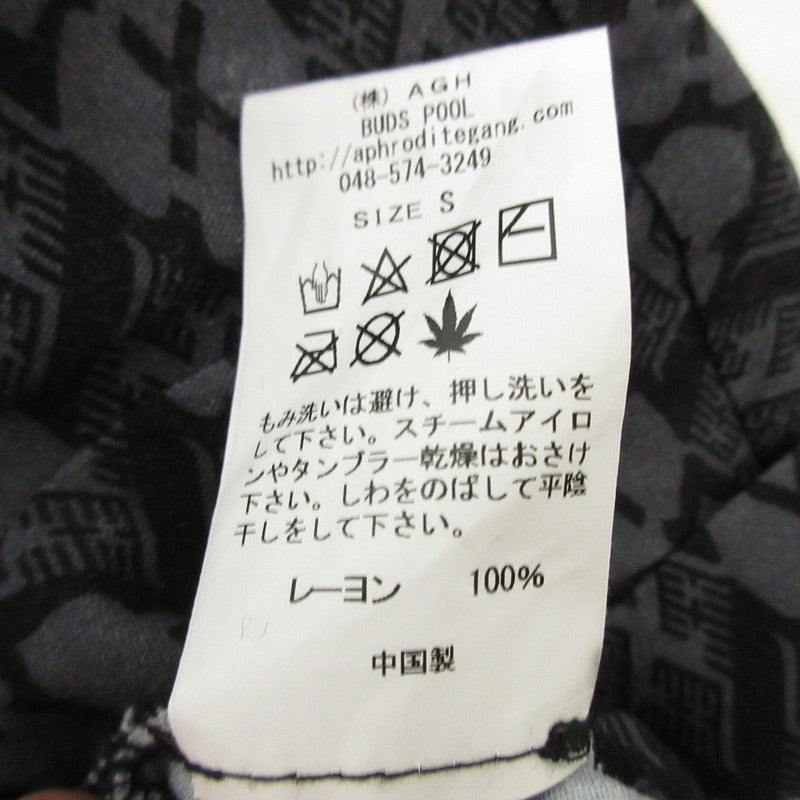 (株) AGH
BUDS POOL
http://aphroditegang.com
048-574-3249
SIZE S
もみ洗いは避け、押し洗いを
して下さい。スチームアイロ
ンやタンブラー乾燥はおさけ
下さい。しわをのばして平陰
干しをして下さい。
レーヨン 100%
中国製